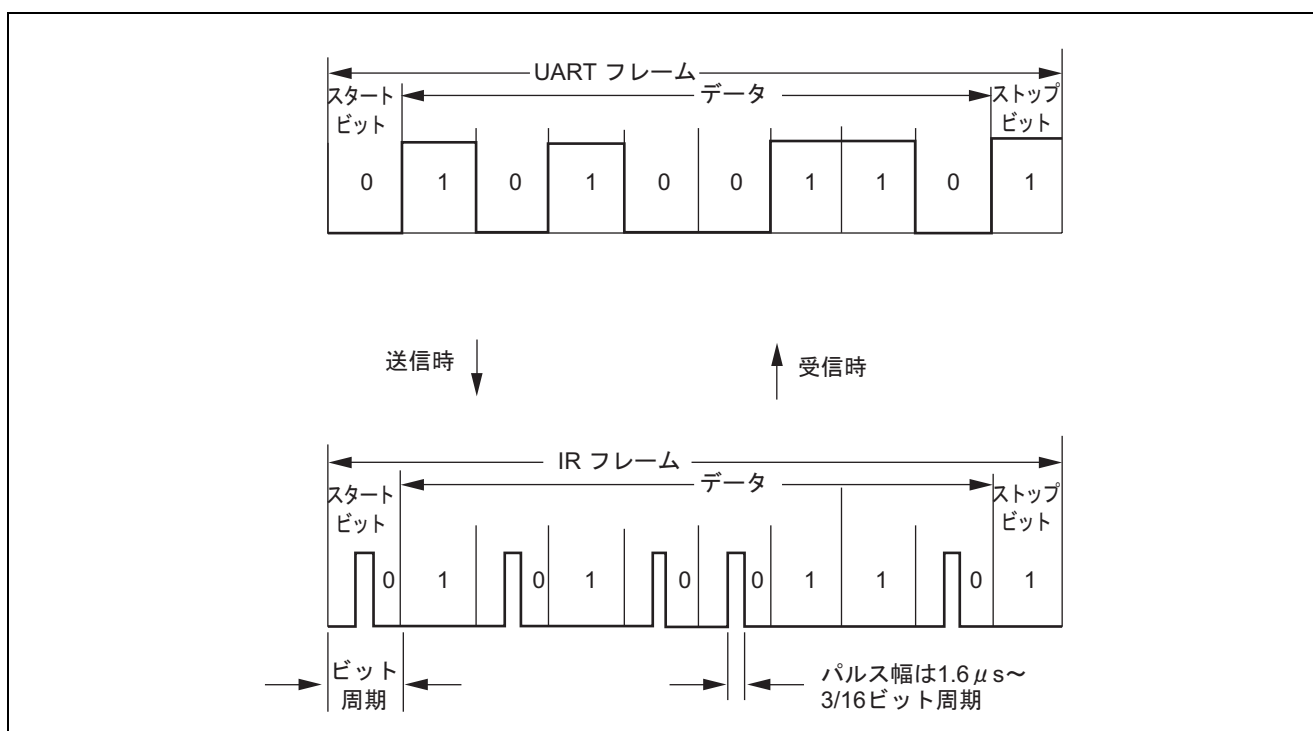 UART フレーム
スタート
ビット
データ
ストップ
ビット
0 1 0 1 0 0 1 1 0 1
送信時
受信時
IR フレーム
スタート
ビット
データ
ストップ
ビット
0 1 0 1 0 0 1 1 0 1
ビット
周期
パルス幅は1.6μs～
3/16ビット周期